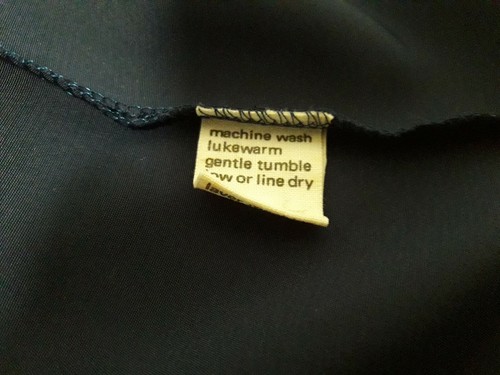 machine wash
lukewarm
gentle tumble
low or line dry